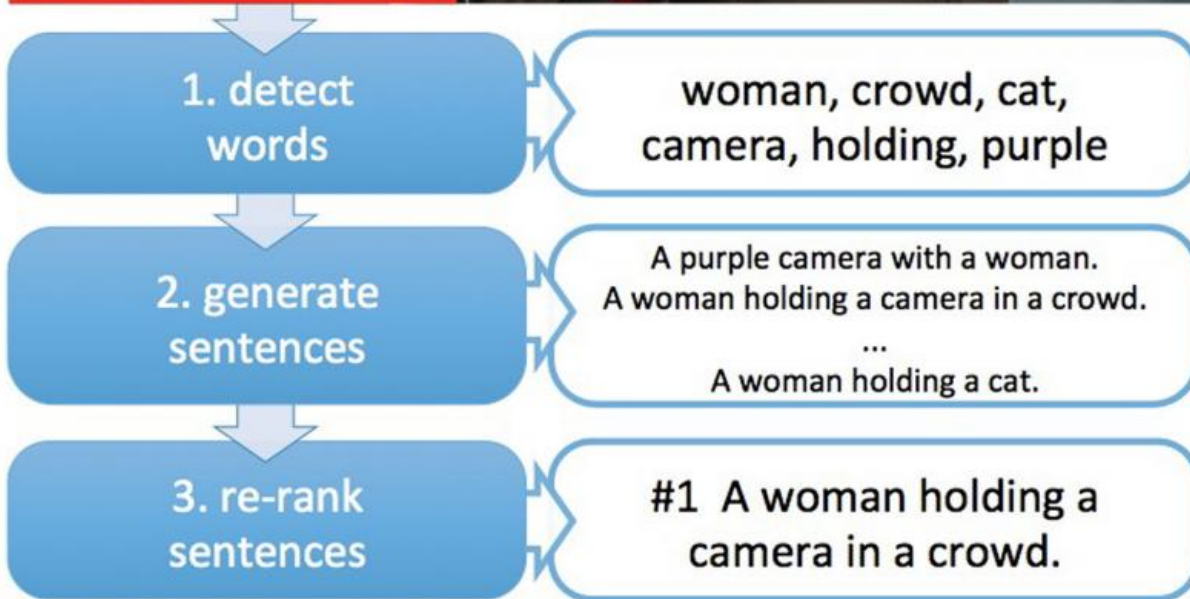 1. detect
words
woman, crowd, cat,
camera, holding, purple
2. generate
sentences
A purple camera with a woman.
A woman holding a camera in a crowd.
...
A woman holding a cat.
3. re-rank
sentences
#1 A woman holding a
camera in a crowd.